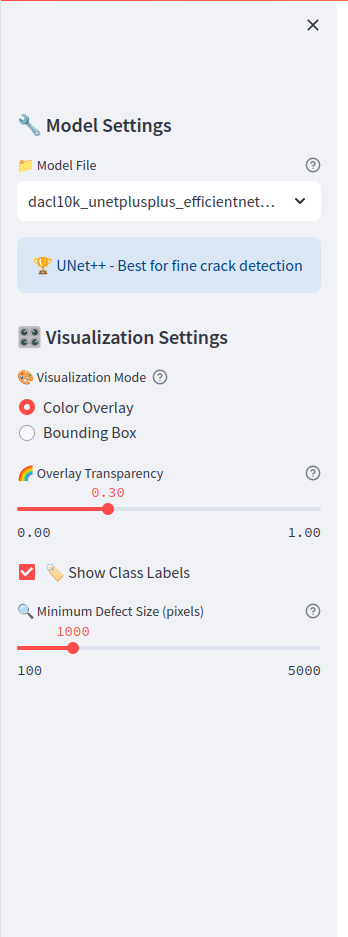 🔧 Model Settings
📁 Model File
dacl10k_unetplusplus_efficientnet...
🏆 UNet++ - Best for fine crack detection
🎛️ Visualization Settings
🎨 Visualization Mode
Color Overlay
Bounding Box
🌈 Overlay Transparency
0.30
0.00 1.00
🏷️ Show Class Labels
🔍 Minimum Defect Size (pixels)
1000
100 5000